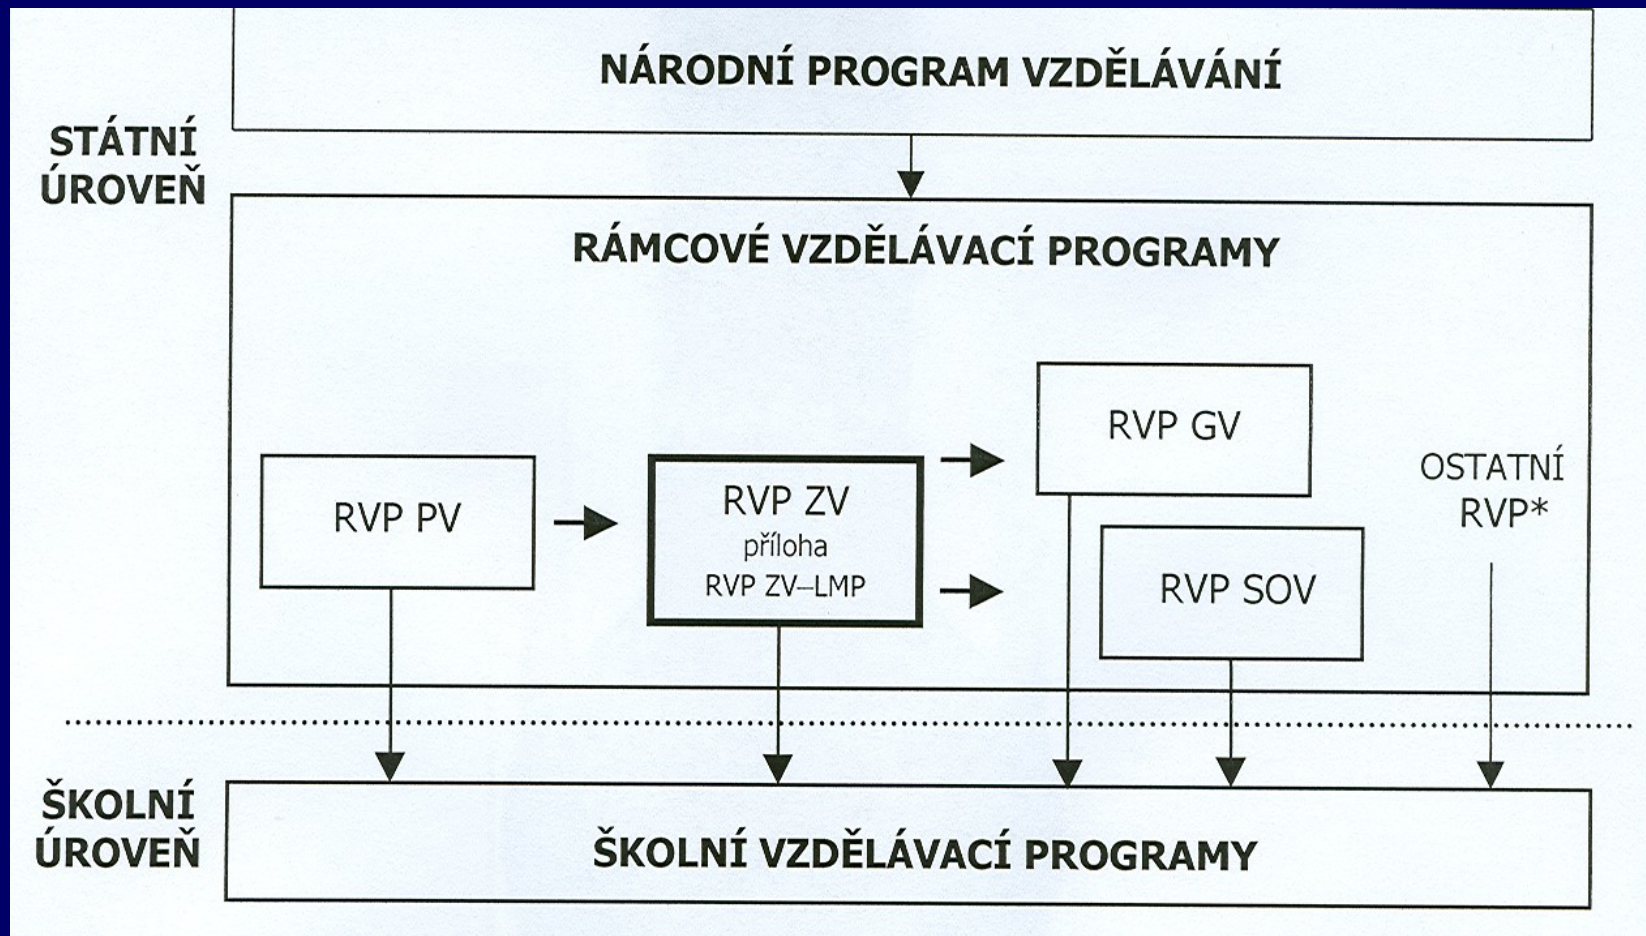 NÁRODNÍ PROGRAM VZDĚLÁVÁNÍ
STÁTNÍ
ÚROVEŇ
RÁMCOVÉ VZDĚLÁVACÍ PROGRAMY
RVP PV
RVP ZV
příloha
RVP ZV–LMP
RVP GV
RVP SOV
OSTATNÍ
RVP*
ŠKOLNÍ
ÚROVEŇ
ŠKOLNÍ VZDĚLÁVACÍ PROGRAMY